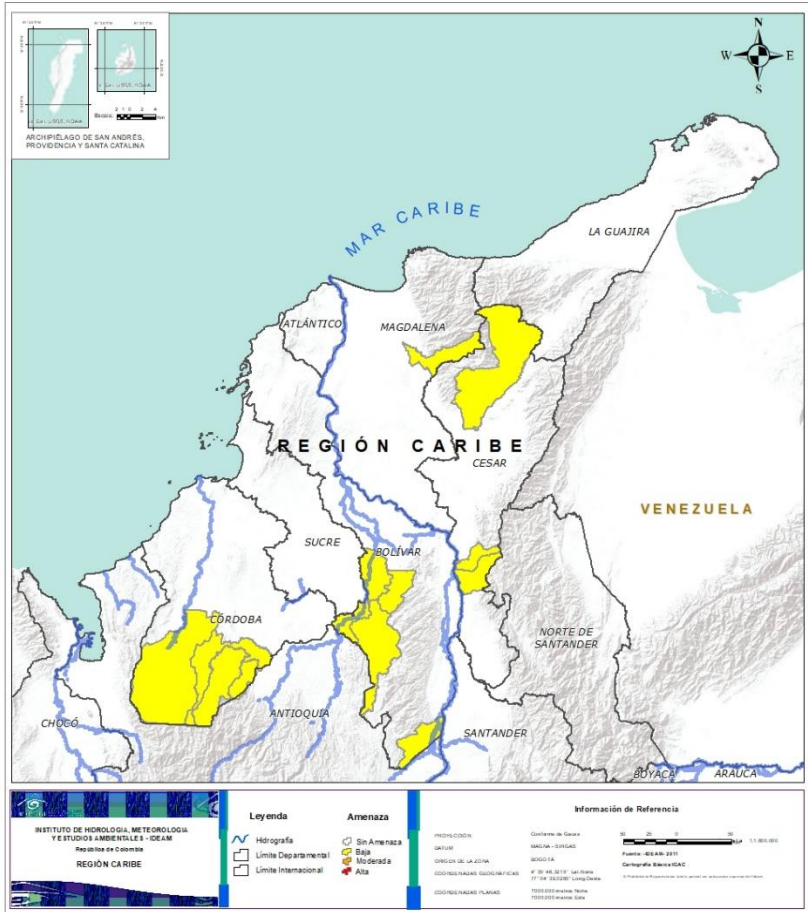 ARCHIPIÉLAGO DE SAN ANDRÉS,
PROVIDENCIA Y SANTA CATALINA
N
W
E
S
MAR CARIBE
LA GUAJIRA
ATLÁNTICO
MAGDALENA
REGIÓN CARIBE
CESAR
VENEZUELA
SUCRE
BOLÍVAR
CÓRDOBA
NORTE DE
SANTANDER
ANTIOQUIA
SANTANDER
CHOCÓ
BOYACÁ
ARAUCA
INSTITUTO DE HIDROLOGIA, METEOROLOGIA
Y ESTUDIOS AMBIENTALES - IDEAM
República de Colombia
REGIÓN CARIBE
Leyenda
Hidrografía
Límite Departamental
Límite Internacional
Amenaza
Sin Amenaza
Baja
Moderada
Alta
Información de Referencia
PROYECCIÓN
Conforme de Gauss
DATUM
MAGNA - SIRGAS
ORIGEN DE LA ZONA
BOGOTÁ
COORDENADAS GEOGRÁFICAS
COORDENADAS PLANAS
Fuente: -IDEAM- 2011
Cartografía Básica IGAC